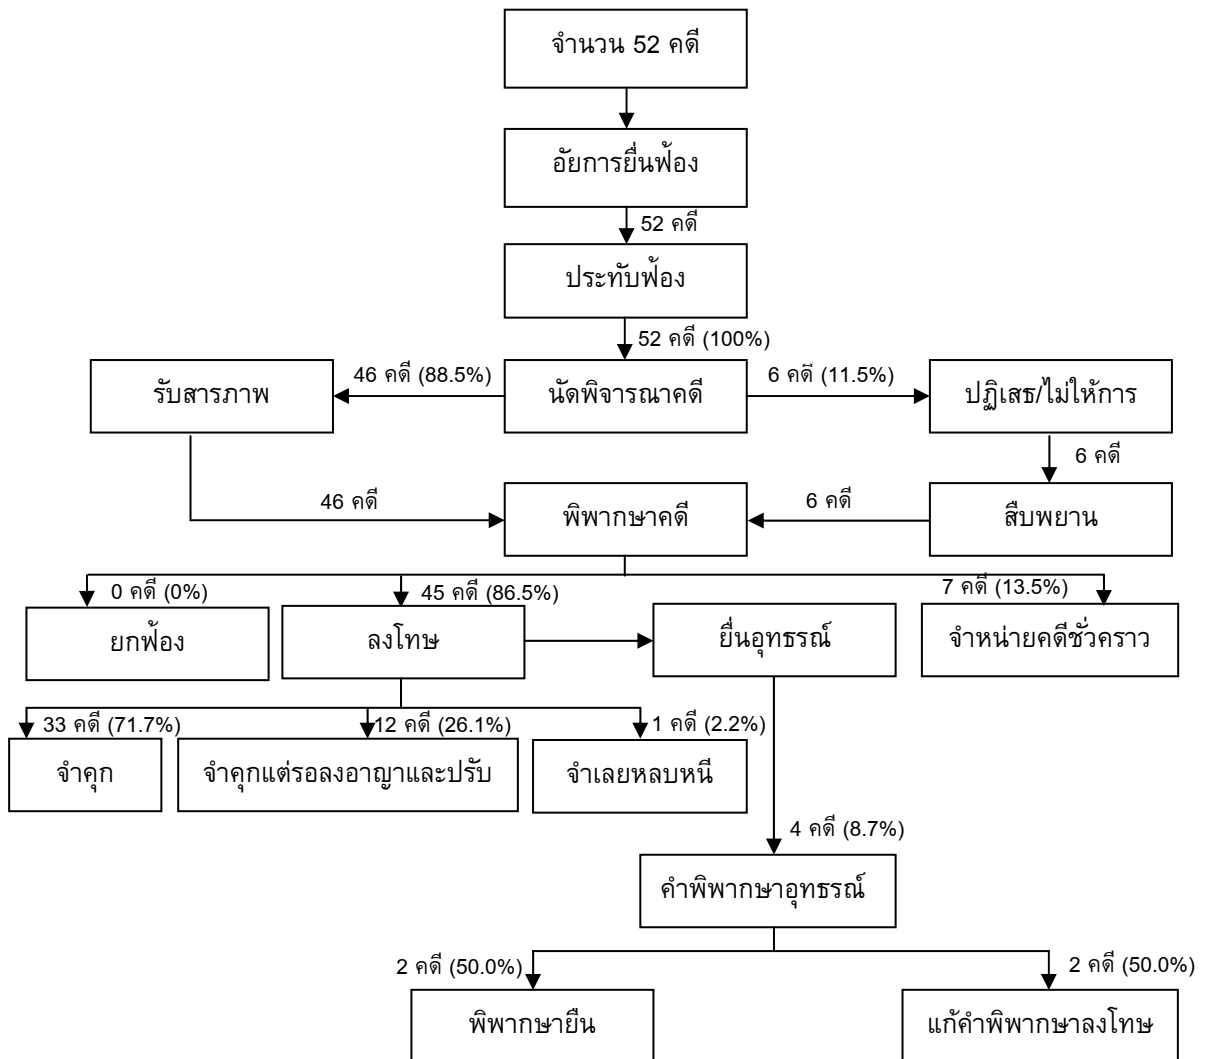 จำนวน 52 คดี
อัยการยื่นฟ้อง
52 คดี
ประทับฟ้อง
52 คดี (100%)
รับสารภาพ
46 คดี (88.5%)
นัดพิจารณาคดี
6 คดี (11.5%)
ปฏิเสธ/ไม่ให้การ
6 คดี
46 คดี
พิพากษาคดี
6 คดี
สืบพยาน
0 คดี (0%)
45 คดี (86.5%)
7 คดี (13.5%)
ยกฟ้อง
ลงโทษ
ยื่นอุทธรณ์
จำหน่ายคดีชั่วคราว
33 คดี (71.7%)
12 คดี (26.1%)
1 คดี (2.2%)
จำคุก
จำคุกแต่รอลงอาญาและปรับ
จำเลยหลบหนี
4 คดี (8.7%)
คำพิพากษาอุทธรณ์
2 คดี (50.0%)
2 คดี (50.0%)
พิพากษายืน
แก้คำพิพากษาลงโทษ